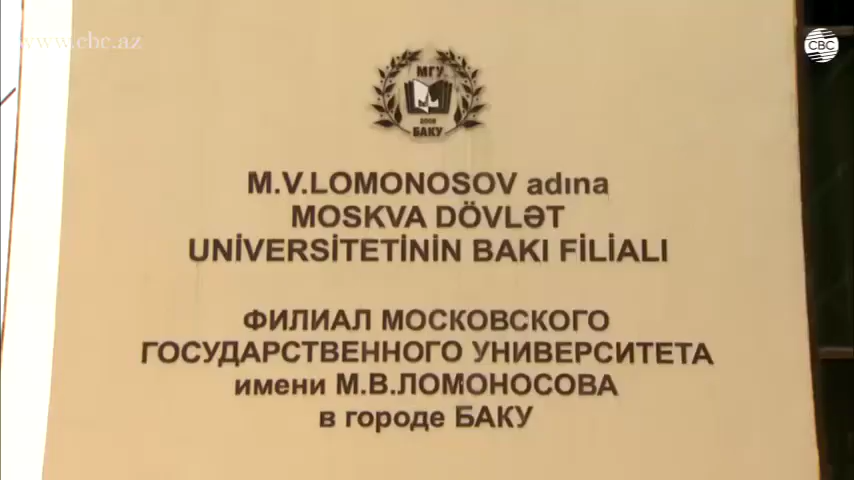 www.cbc.az
CBC
МГУ
2008
БАКУ
M.V.LOMONOSOV adına
MOSKVA DÖVLƏT
UNİVERSİTETİNİN BAKI FİLİALI
ФИЛИАЛ МОСКОВСКОГО
ГОСУДАРСТВЕННОГО УНИВЕРСИТЕТА
имени М.В.ЛОМОНОСОВА
в городе БАКУ